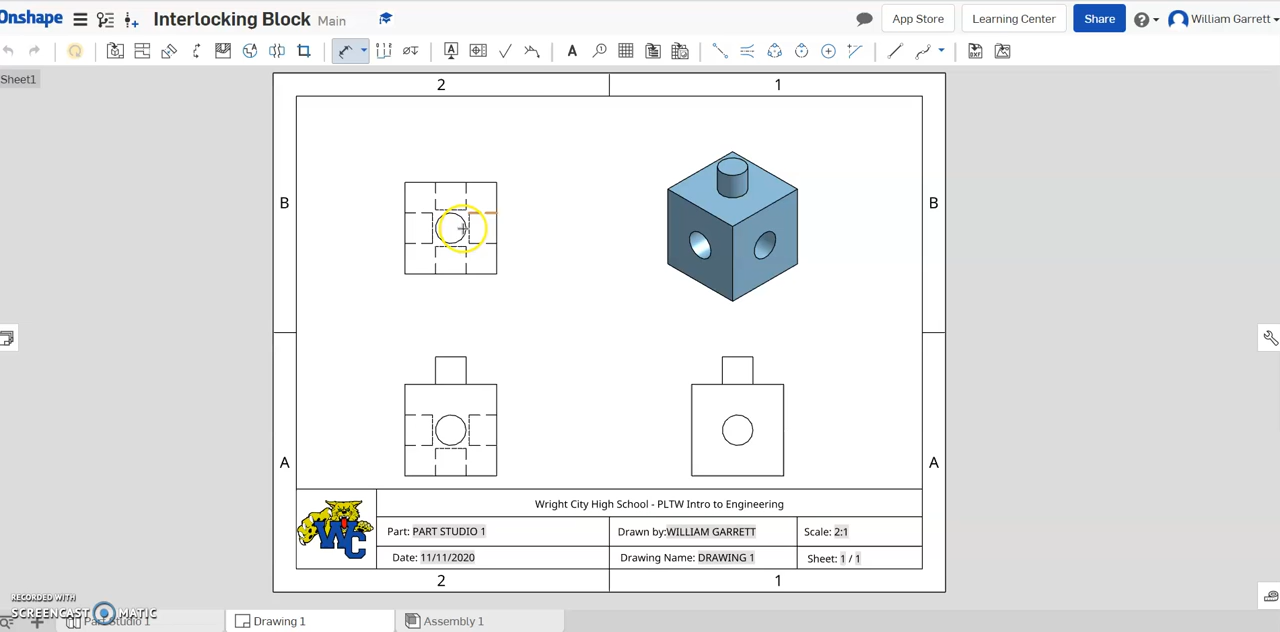 Onshape Interlocking Block Main App Store Learning Center Share William Garrett
Sheet1
2 1
B B
A A
WC
Wright City High School - PLTW Intro to Engineering
Part: PART STUDIO 1 Drawn by:WILLIAM GARRETT Scale: 2:1
Date: 11/11/2020 Drawing Name: DRAWING 1 Sheet: 1 / 1
2 1
RECORDED WITH
SCREENCAST MATIC
Part Studio 1 Drawing 1 Assembly 1